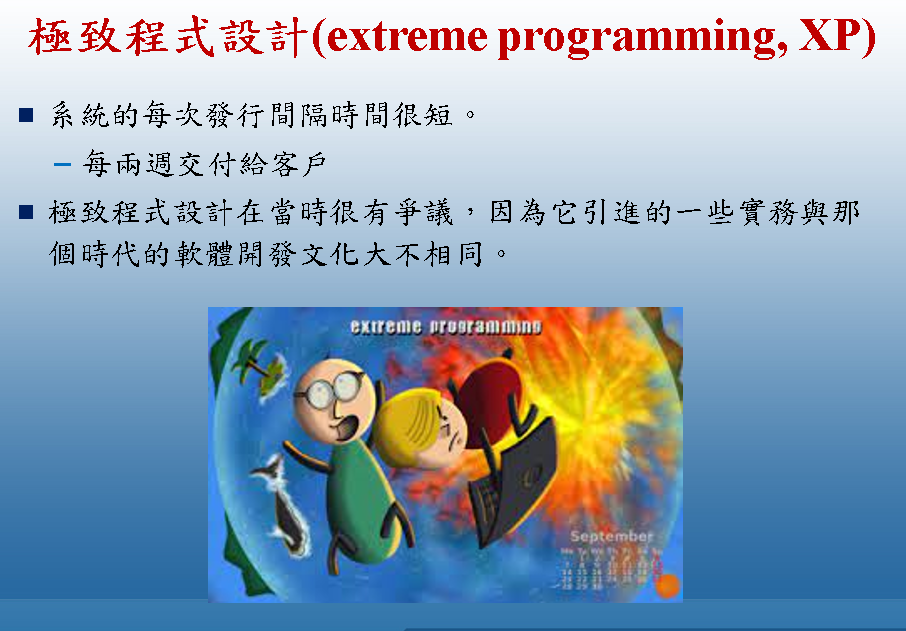 極致程式設計(extreme programming, XP)
系統的每次發行間隔時間很短。
– 每兩週交付給客戶
極致程式設計在當時很有爭議，因為它引進的一些實務與那
個時代的軟體開發文化大不相同。
extreme programming
September